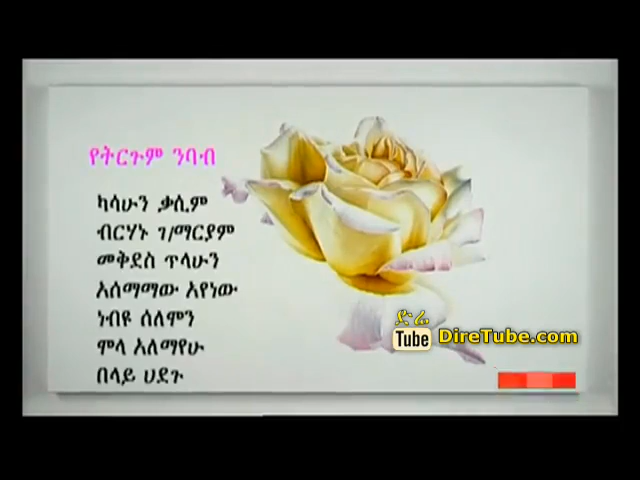 የትርጉም ንባብ
ካሳሁን ቃሲም
ብርሃኑ ገ/ማርያም
መቅደስ ጥላሁን
አሰማማው አየነው
ነብዩ ሰለሞን
ሞላ አለማየሁ
በላይ ሀደጉ
ድሬ
Tube DireTube.com